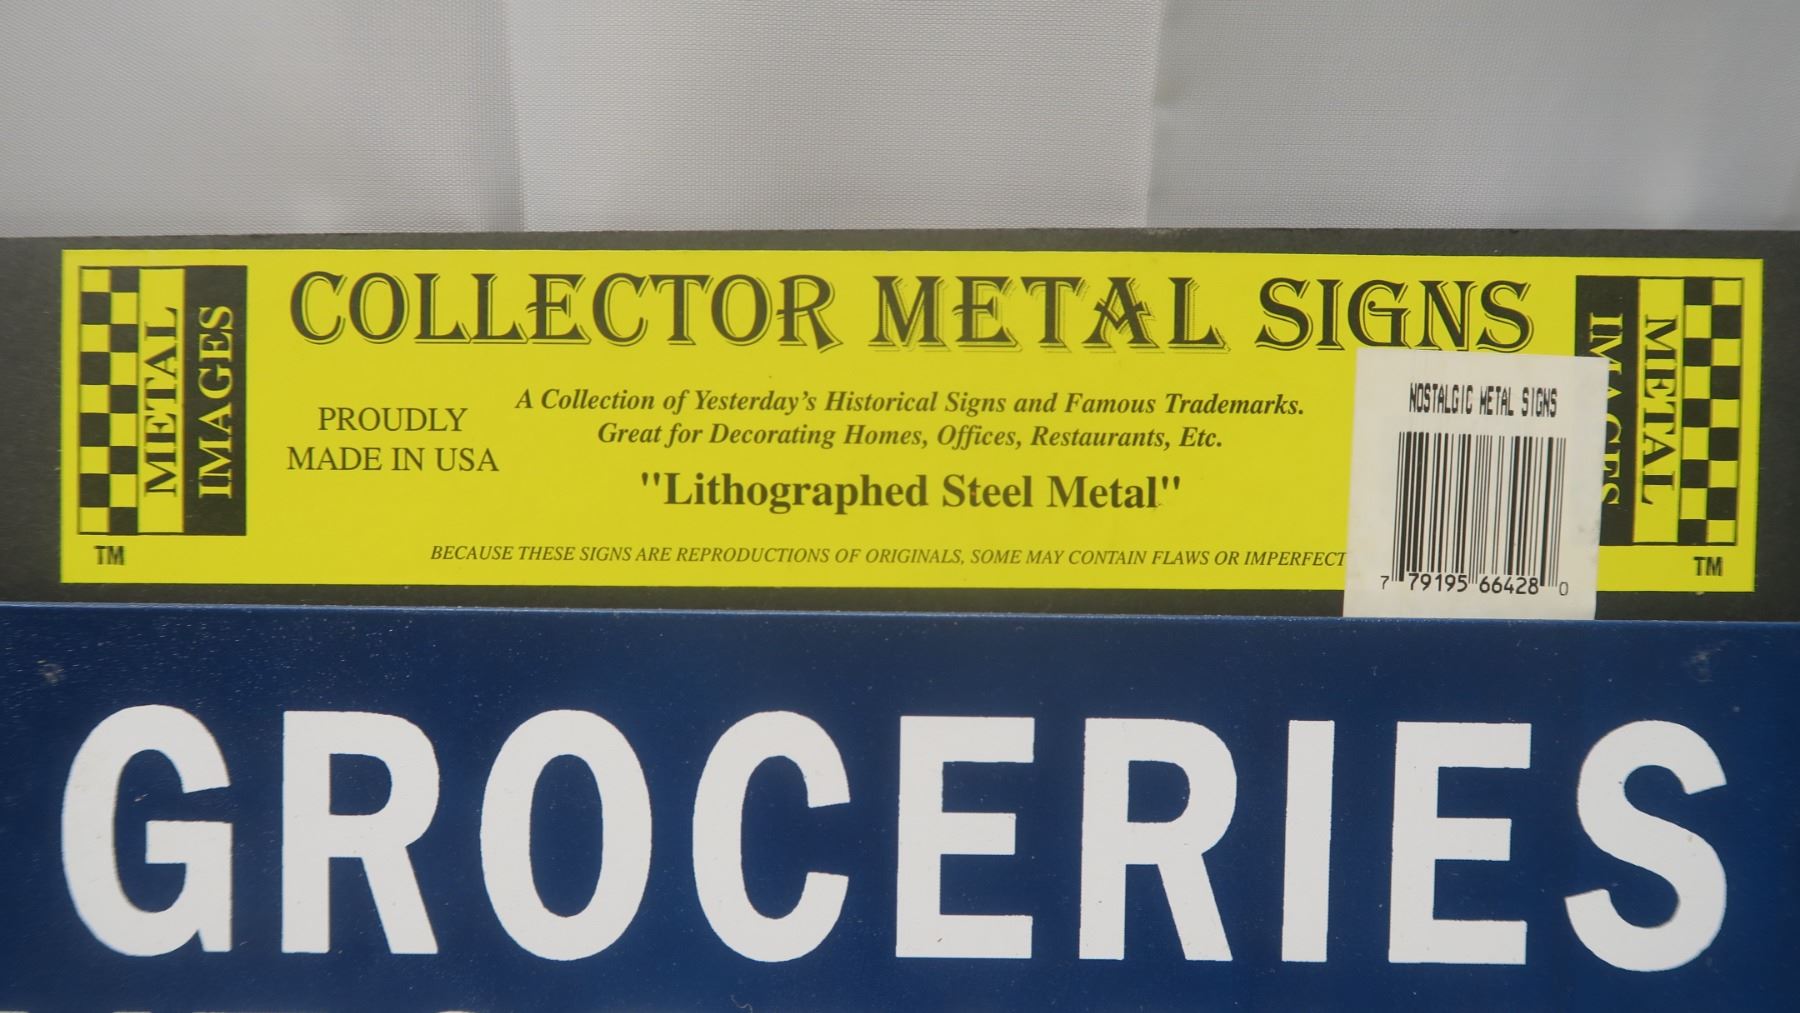 METAL
IMAGES
TM
COLLECTOR METAL SIGNS
PROUDLY
MADE IN USA
A Collection of Yesterday's Historical Signs and Famous Trademarks.
Great for Decorating Homes, Offices, Restaurants, Etc.
"Lithographed Steel Metal"
BECAUSE THESE SIGNS ARE REPRODUCTIONS OF ORIGINALS, SOME MAY CONTAIN FLAWS OR IMPERFECT
NOSTALGIC METAL SIGNS
7 79195 66428 0
METAL
IMAGES
TM
GROCERIES